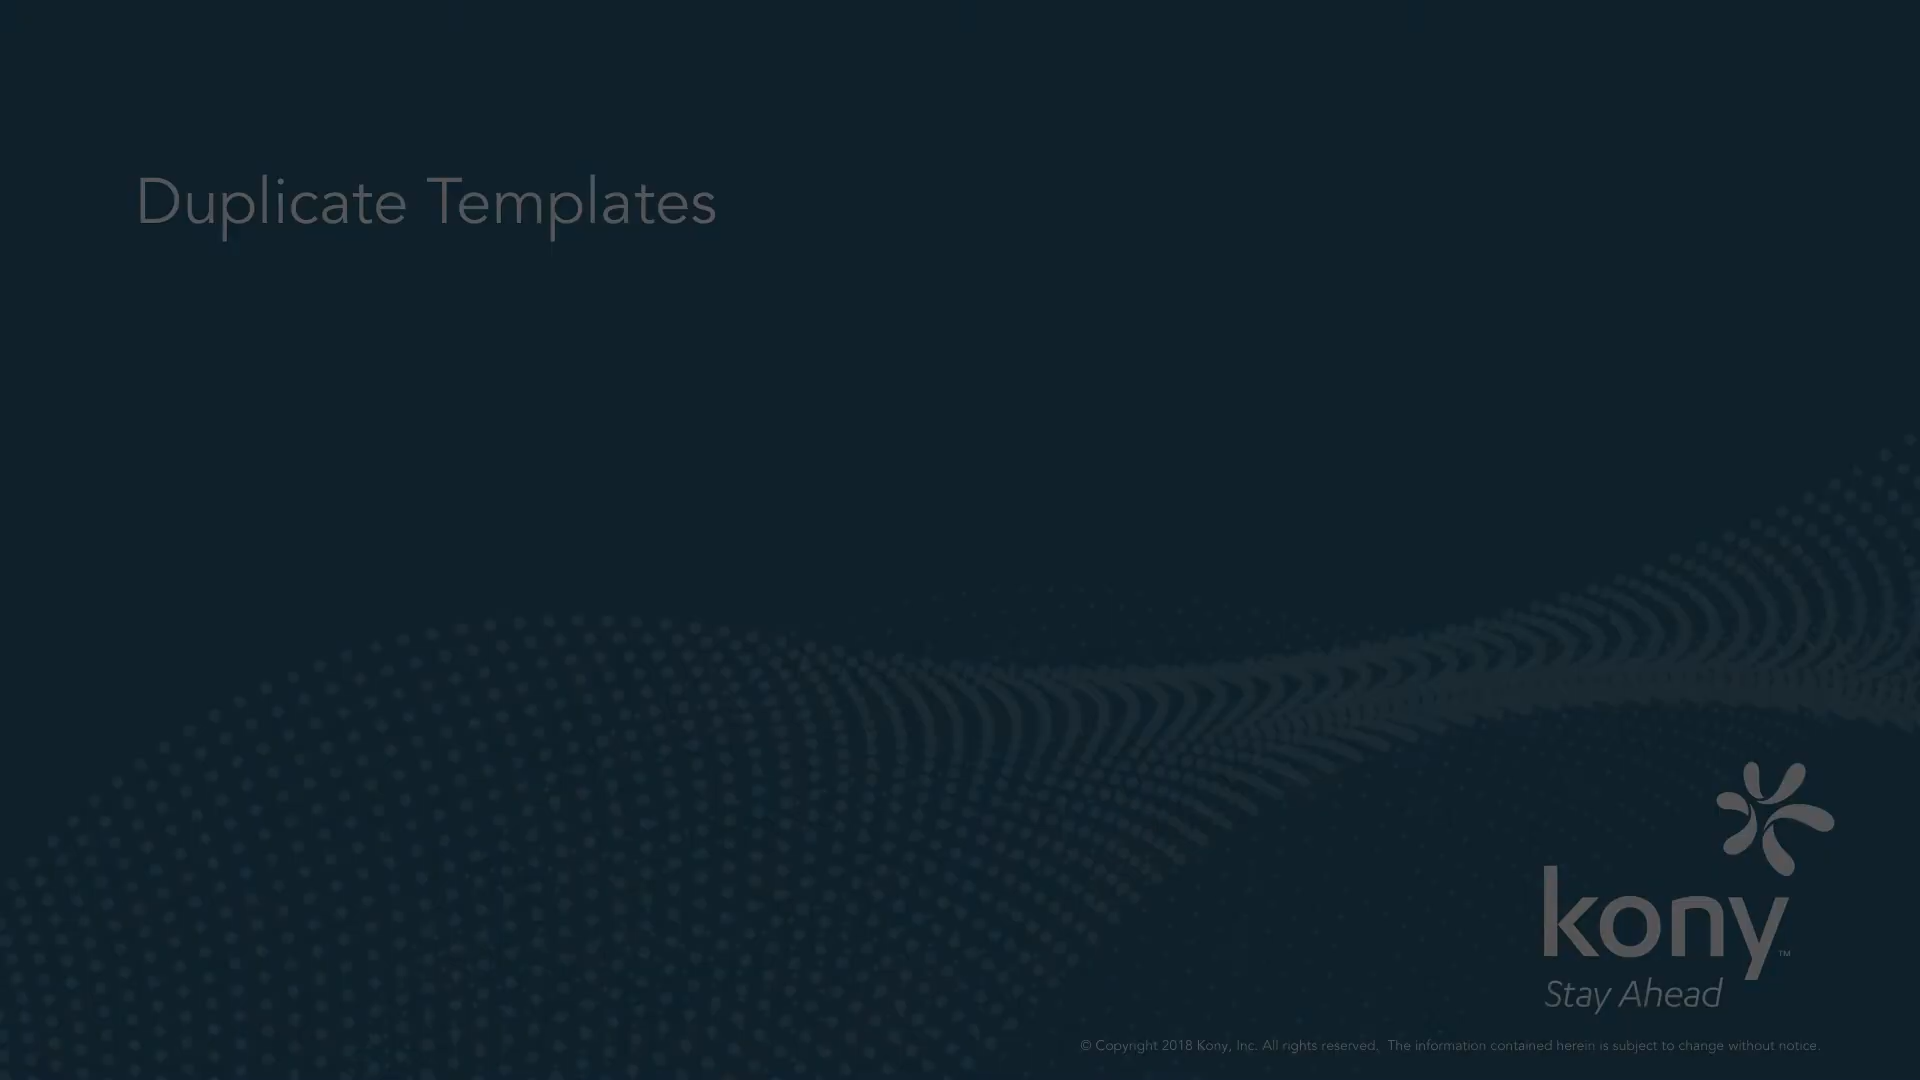 Duplicate Templates
kony™
Stay Ahead
© Copyright 2018 Kony, Inc. All rights reserved. The information contained herein is subject to change without notice.